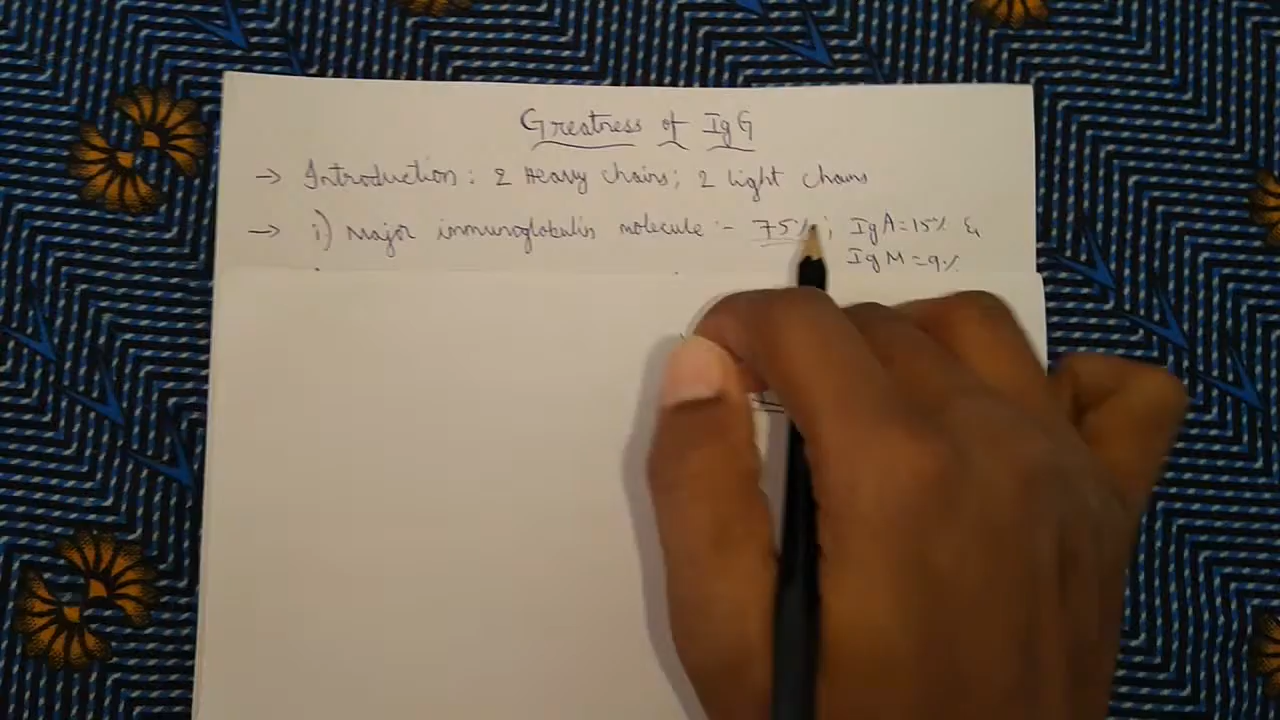 Greatness of IgG
→ Introduction: 2 Heavy chains; 2 light chains
→ i) Major immunoglobulin molecule :- 75%; IgA=15% &
IgM=9%